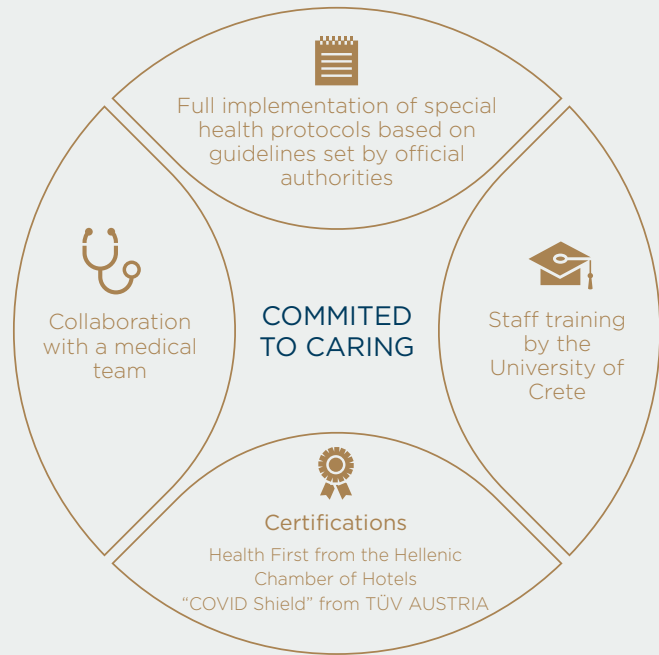 Full implementation of special
health protocols based on
guidelines set by official
authorities
Collaboration
with a medical
team
COMMITED
TO CARING
Staff training
by the
University of
Crete
Certifications
Health First from the Hellenic
Chamber of Hotels
“COVID Shield” from TÜV AUSTRIA